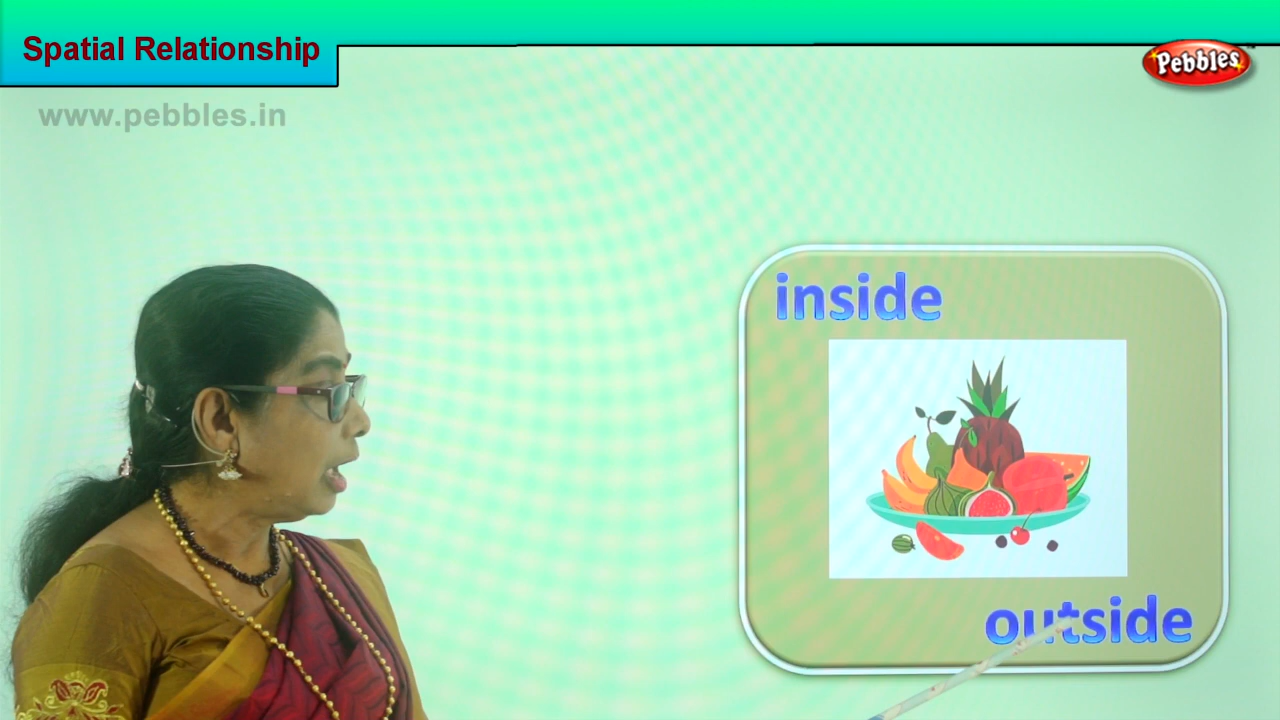 Spatial Relationship
Pebbles
www.pebbles.in
inside
outside